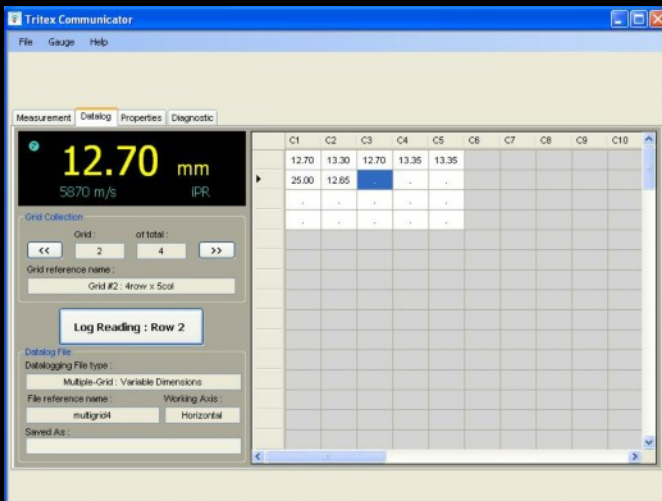 Tritex Communicator
File Gauge Help
Measurement Datalog Properties Diagnostic
12.70 mm
5870 m/s IPR
Grid Collection
Grid : of total :
<< 2 4 >>
Grid reference name :
Grid #2 : 4row x 5col
Log Reading : Row 2
Datalog File
Datalogging File type :
Multiple-Grid : Variable Dimensions
File reference name : Working Axis :
multigrid4 Horizontal
Saved As :
C1 C2 C3 C4 C5 C6 C7 C8 C9 C10
12.70 13.30 12.70 13.35 13.35
25.00 12.65 . . .
. . . . .
. . . . .